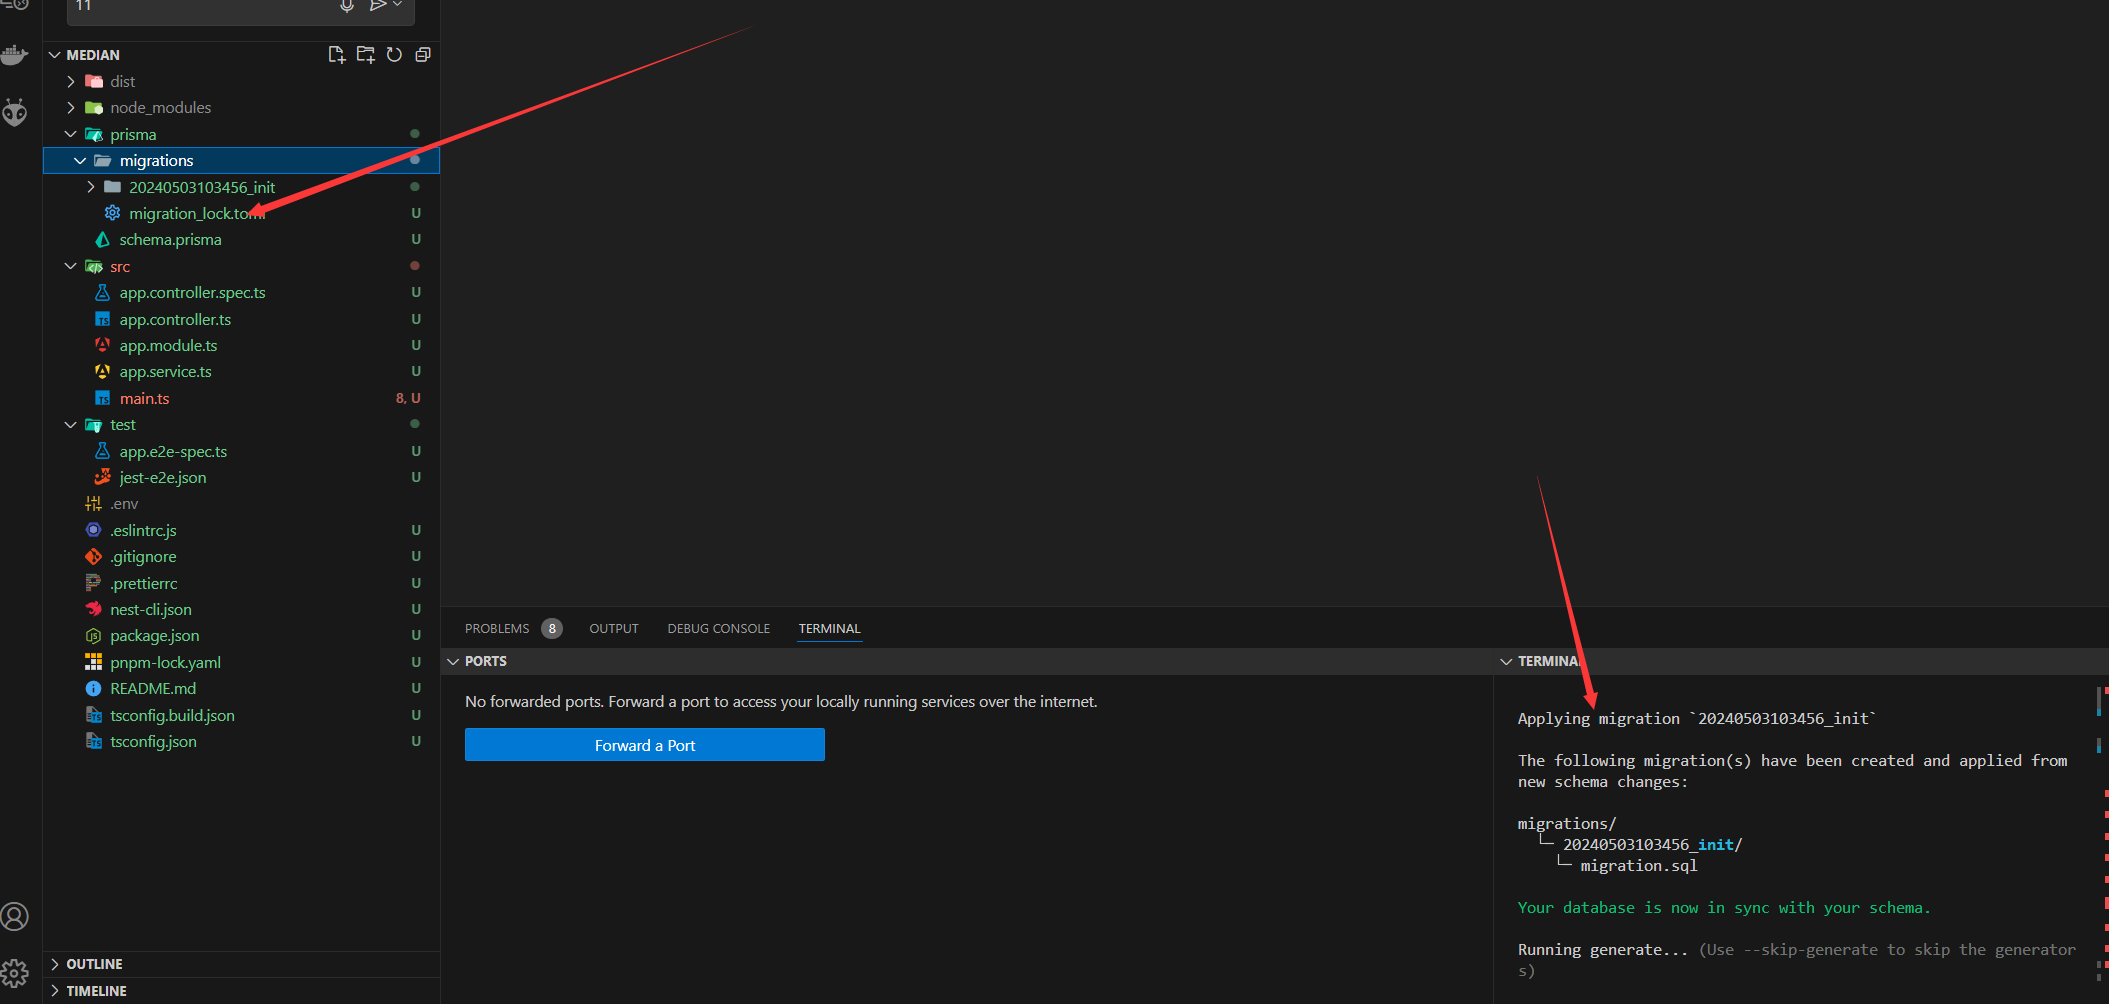 11
MEDIAN
dist
node_modules
prisma
migrations
20240503103456_init
migration_lock.toml
U
schema.prisma
U
src
app.controller.spec.ts
U
app.controller.ts
U
app.module.ts
U
app.service.ts
U
main.ts
8, U
test
app.e2e-spec.ts
U
jest-e2e.json
U
.env
.eslintrc.js
U
.gitignore
U
.prettierrc
U
nest-cli.json
U
package.json
U
pnpm-lock.yaml
U
README.md
U
tsconfig.build.json
U
tsconfig.json
U
OUTLINE
TIMELINE
PROBLEMS 8 OUTPUT DEBUG CONSOLE TERMINAL
PORTS
No forwarded ports. Forward a port to access your locally running services over the internet.
Forward a Port
TERMINAL
Applying migration `20240503103456_init`
The following migration(s) have been created and applied from
new schema changes:
migrations/
└─ 20240503103456_init/
└─ migration.sql
Your database is now in sync with your schema.
Running generate... (Use --skip-generate to skip the generator
s)